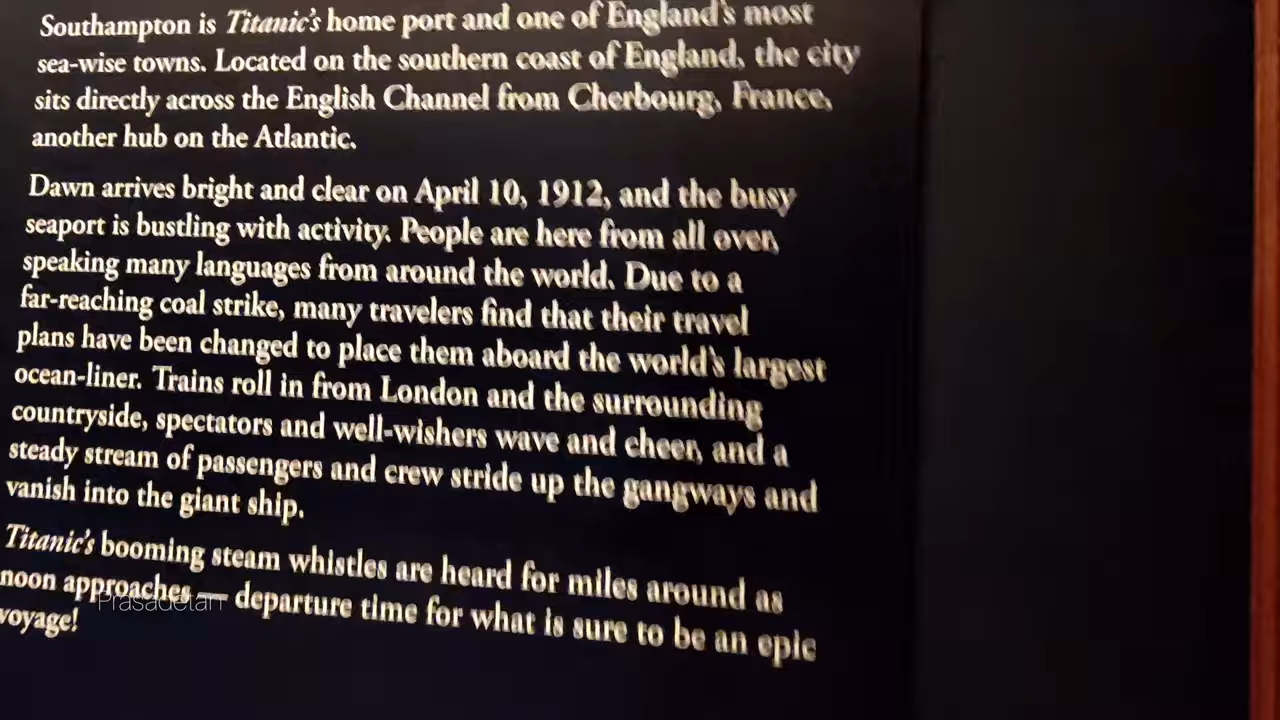 Southampton is Titanic's home port and one of England's most
sea-wise towns. Located on the southern coast of England, the city
sits directly across the English Channel from Cherbourg, France,
another hub on the Atlantic.
Dawn arrives bright and clear on April 10, 1912, and the busy
seaport is bustling with activity. People are here from all over,
speaking many languages from around the world. Due to a
far-reaching coal strike, many travelers find that their travel
plans have been changed to place them aboard the world's largest
ocean-liner. Trains roll in from London and the surrounding
countryside, spectators and well-wishers wave and cheer, and a
steady stream of passengers and crew stride up the gangways and
vanish into the giant ship.
Titanic's booming steam whistles are heard for miles around as
noon approaches — departure time for what is sure to be an epic
voyage!
Prasadetan